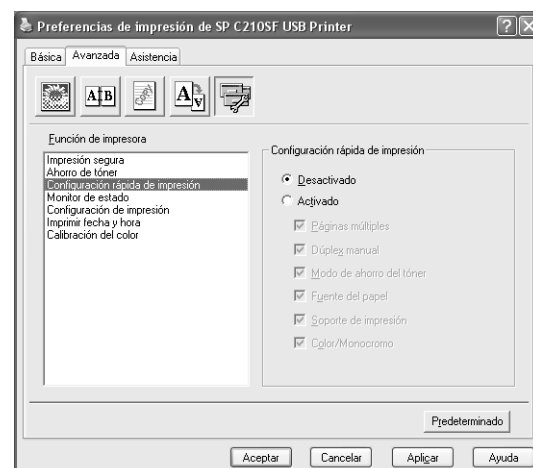 Preferencias de impresión de SP C210SF USB Printer
Básica Avanzada Asistencia
A B
A
Función de impresora
Impresión segura
Ahorro de tóner
Configuración rápida de impresión
Monitor de estado
Configuración de impresión
Imprimir fecha y hora
Calibración del color
Configuración rápida de impresión
Desactivado
Activado
Páginas múltiples
Dúplex manual
Modo de ahorro del tóner
Fuente del papel
Soporte de impresión
Color/Monocromo
Predeterminado
Aceptar Cancelar Aplicar Ayuda